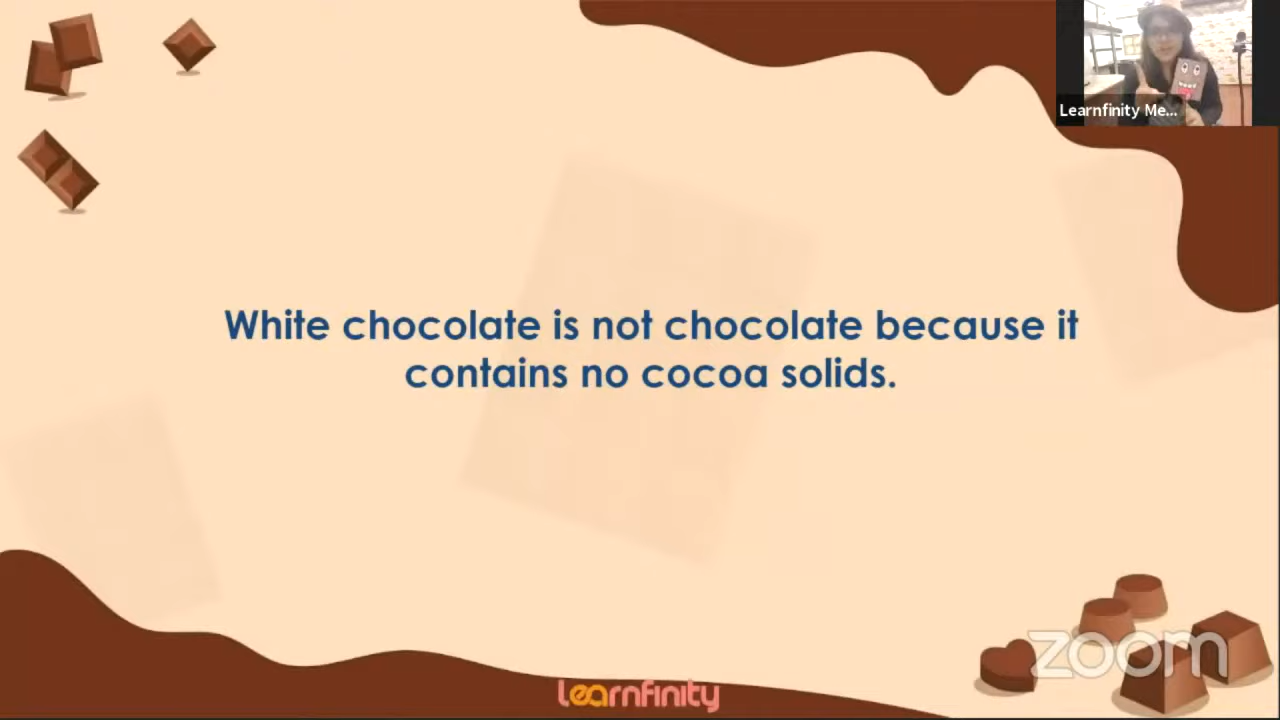 Learnfinity Me...
White chocolate is not chocolate because it
contains no cocoa solids.
zoom
learnfinity